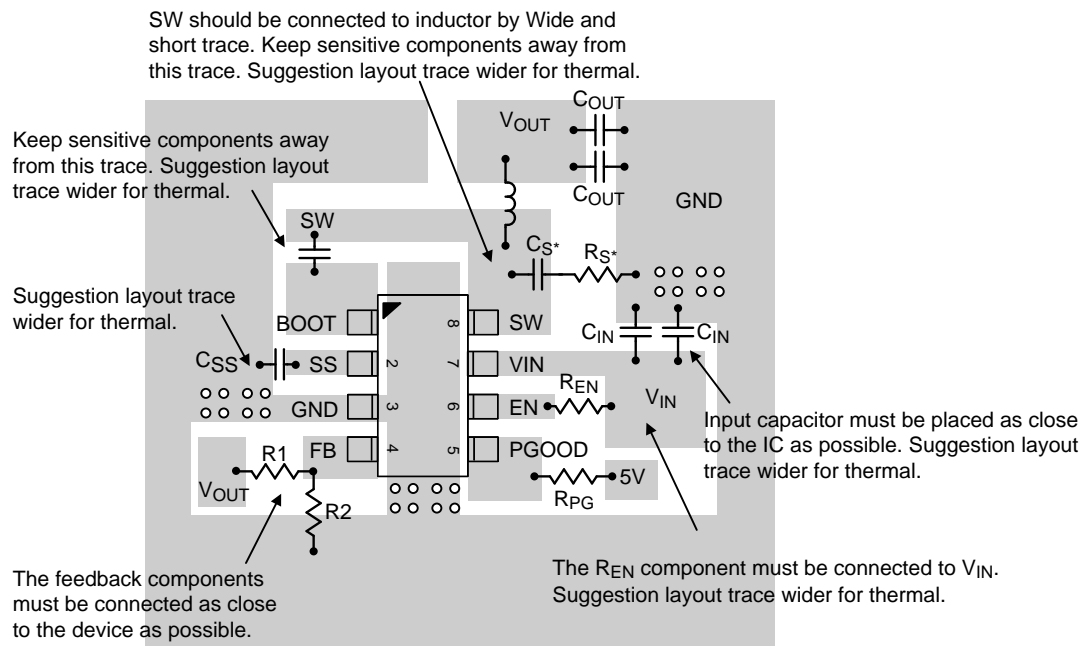 SW should be connected to inductor by Wide and
short trace. Keep sensitive components away from
this trace. Suggestion layout trace wider for thermal.
COUT
VOUT
COUT
GND
Keep sensitive components away
from this trace. Suggestion layout
trace wider for thermal.
SW
CS*
RS*
Suggestion layout trace
wider for thermal.
BOOT
8
SW
CIN
CIN
CSS
SS
2
7
VIN
REN
GND
3
6
EN
VIN
Input capacitor must be placed as close
to the IC as possible. Suggestion layout
trace wider for thermal.
R1
FB
4
5
PGOOD
VOUT
5V
R2
RPG
The feedback components
must be connected as close
to the device as possible.
The REN component must be connected to VIN.
Suggestion layout trace wider for thermal.